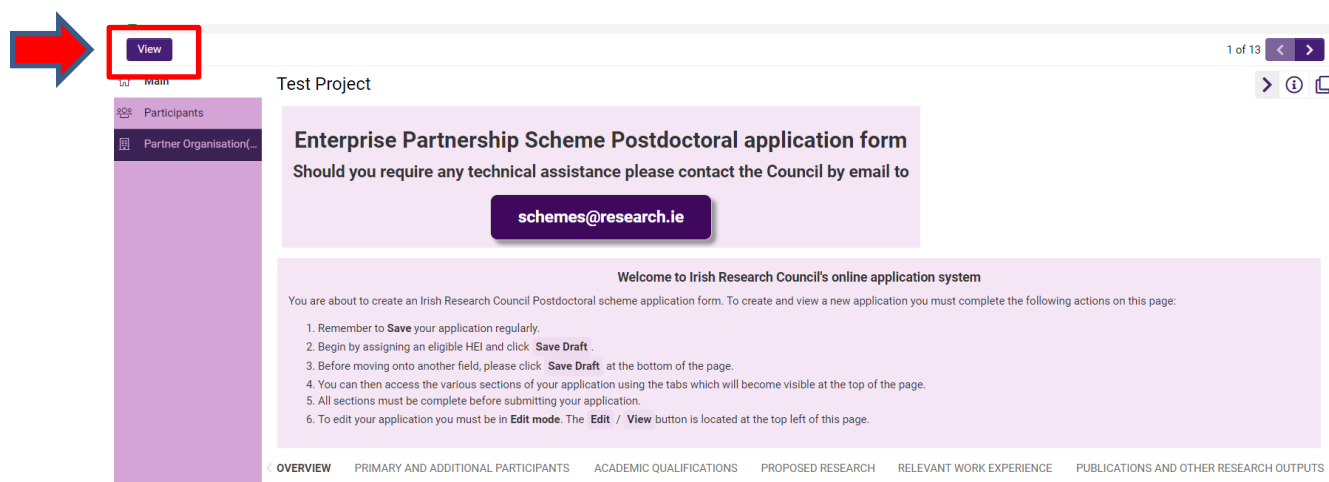 View
1 of 13
Main
Test Project
Participants
Partner Organisation(...
Enterprise Partnership Scheme Postdoctoral application form
Should you require any technical assistance please contact the Council by email to
schemes@research.ie
Welcome to Irish Research Council's online application system
You are about to create an Irish Research Council Postdoctoral scheme application form. To create and view a new application you must complete the following actions on this page:
1. Remember to Save your application regularly.
2. Begin by assigning an eligible HEI and click Save Draft .
3. Before moving onto another field, please click Save Draft at the bottom of the page.
4. You can then access the various sections of your application using the tabs which will become visible at the top of the page.
5. All sections must be complete before submitting your application.
6. To edit your application you must be in Edit mode. The Edit / View button is located at the top left of this page.
OVERVIEW PRIMARY AND ADDITIONAL PARTICIPANTS ACADEMIC QUALIFICATIONS PROPOSED RESEARCH RELEVANT WORK EXPERIENCE PUBLICATIONS AND OTHER RESEARCH OUTPUTS